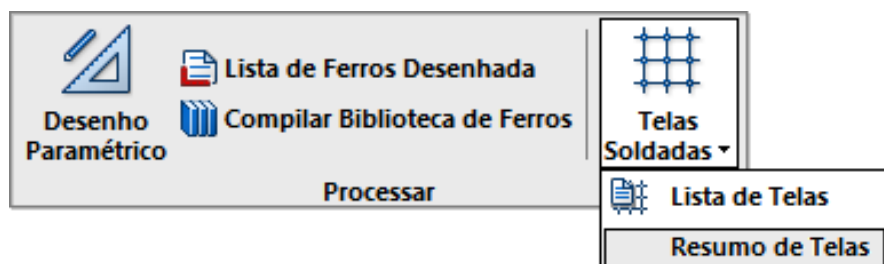 Desenho
Paramétrico
Lista de Ferros Desenhada
Compilar Biblioteca de Ferros
Telas
Soldadas
Processar
Lista de Telas
Resumo de Telas